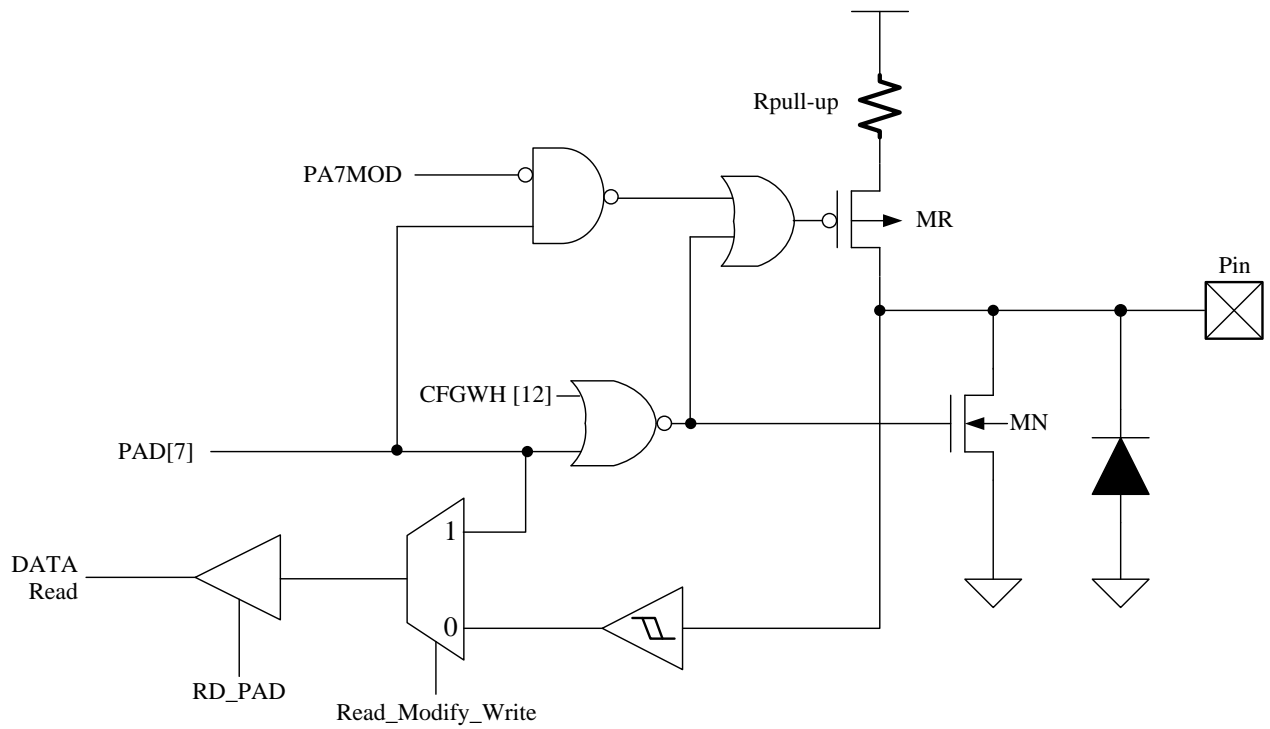 Rpull-up
PA7MOD
MR
Pin
CFGWH [12]
MN
PAD[7]
1
DATA
Read
0
RD_PAD
Read_Modify_Write